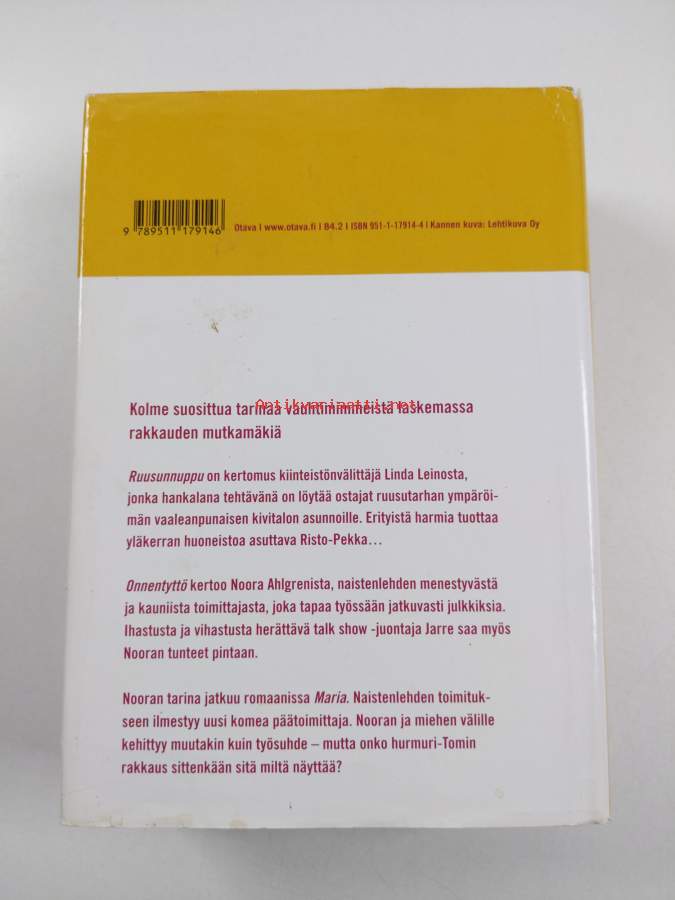 9 789511 179146
Otava | www.otava.fi | 84.2 | ISBN 951-1-17914-4 | Kannen kuva: Lehtikuva Oy
Kolme suosittua tarinaa vauhtimimmeistä laskemassa
Antikvariaatti.net
rakkauden mutkamäkiä
Ruusunnuppu on kertomus kiinteistönvälittäjä Linda Leinosta,
jonka hankalana tehtävänä on löytää ostajat ruusutarhan ympäröi-
män vaaleanpunaisen kivitalon asunnoille. Erityistä harmia tuottaa
yläkerran huoneistoa asuttava Risto-Pekka...
Onnentyttö kertoo Noora Ahlgrenista, naistenlehden menestyvästä
ja kauniista toimittajasta, joka tapaa työssään jatkuvasti julkkiksia.
Ihastusta ja vihastusta herättävä talk show -juontaja Jarre saa myös
Nooran tunteet pintaan.
Nooran tarina jatkuu romaanissa Maria. Naistenlehden toimituk-
seen ilmestyy uusi komea päätoimittaja. Nooran ja miehen välille
kehittyy muutakin kuin työsuhde – mutta onko hurmuri-Tomin
rakkaus sittenkään sitä miltä näyttää?